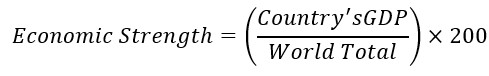 Economic Strength = (Country'sGDP / World Total) × 200